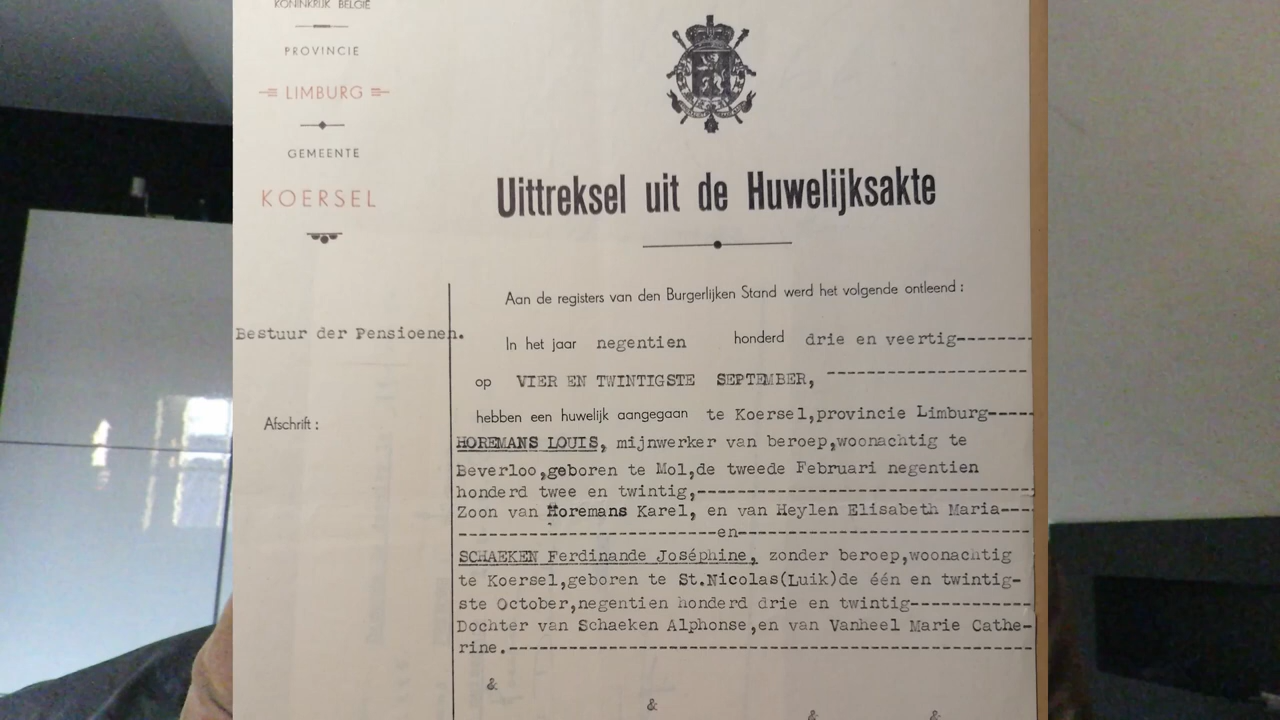 KONINKRIJK BELGIË
PROVINCIE
LIMBURG
GEMEENTE
KOERSEL
Uittreksel uit de Huwelijksakte
Aan de registers van den Burgerlijken Stand werd het volgende ontleend :
Bestuur der Pensioenen.
In het jaar negentien honderd drie en veertig--------
op VIER EN TWINTIGSTE SEPTEMBER,---------------------
hebben een huwelijk aangegaan te Koersel,provincie Limburg-----
Afschrift :
HOREMANS LOUIS, mijnwerker van beroep,woonachtig te
Beverloo,geboren te Mol,de tweede Februari negentien
honderd twee en twintig,------------------------------------
Zoon van Horemans Karel, en van Heylen Elisabeth Maria----
----------------------------en--------------------------------
SCHAEKEN Ferdinande Joséphine, zonder beroep,woonachtig
te Koersel,geboren te St.Nicolas(Luik)de één en twintig-
ste October,negentien honderd drie en twintig-------------
Dochter van Schaeken Alphonse,en van Vanheel Marie Cathe-
rine.----------------------------------------------------------
&
&
& &